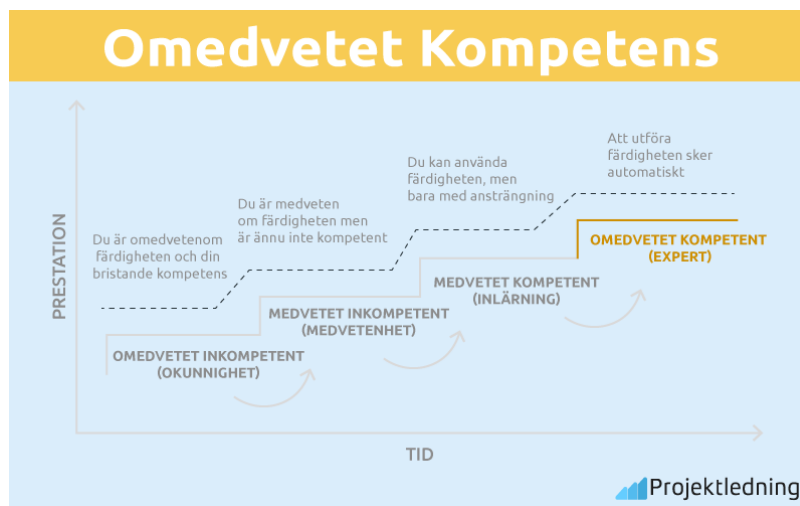 Omedvetet Kompetens
PRESTATION
Du är omedvetenom
färdigheten och din
bristande kompetens
Du är medveten
om färdigheten men
är ännu inte kompetent
Du kan använda
färdigheten, men
bara med ansträngning
Att utföra
färdigheten sker
automatiskt
OMEDVETET INKOMPETENT
(OKUNNIGHET)
MEDVETET INKOMPETENT
(MEDVETENHET)
MEDVETET KOMPETENT
(INLÄRNING)
OMEDVETET KOMPETENT
(EXPERT)
TID
Projektledning